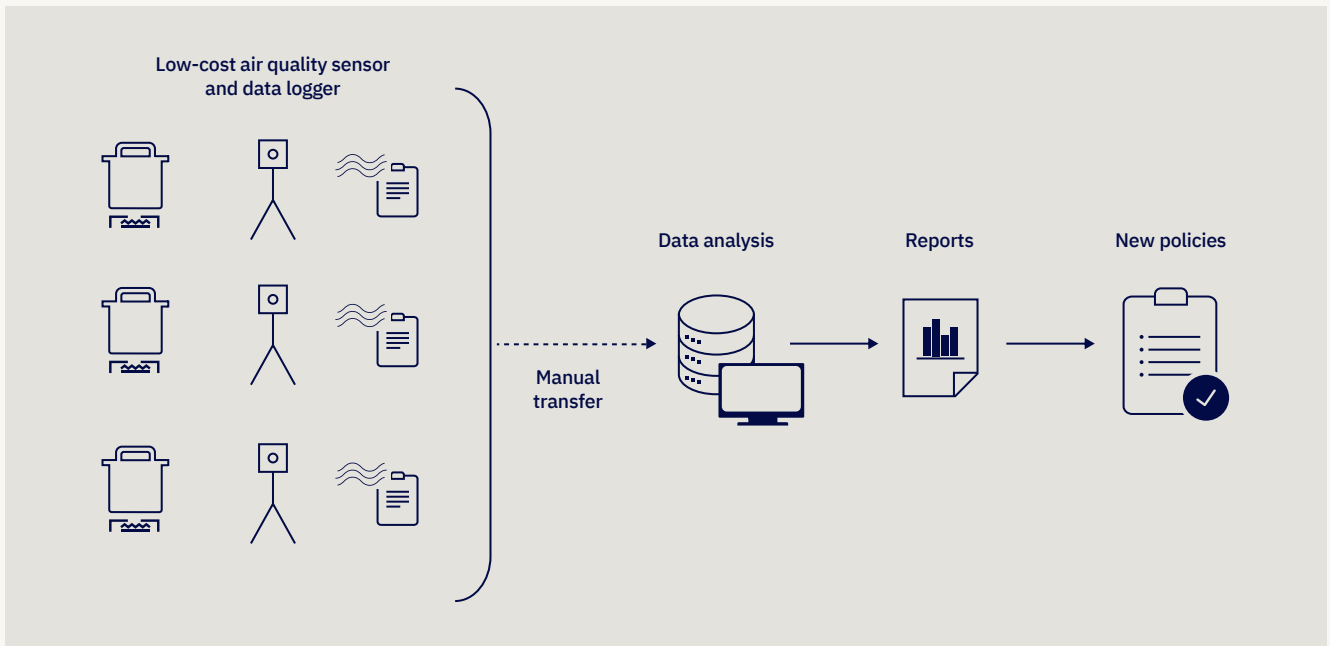 Low-cost air quality sensor
and data logger
Data analysis
Reports
New policies
Manual
transfer